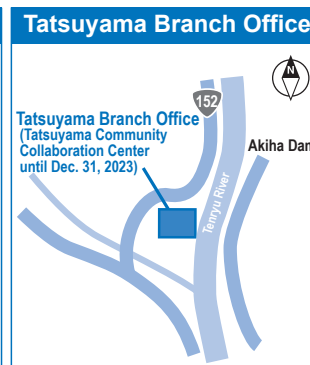 Tatsuyama Branch Office
N
152
Tatsuyama Branch Office
(Tatsuyama Community
Collaboration Center
until Dec. 31, 2023)
Akiha Dam
Tenryu River